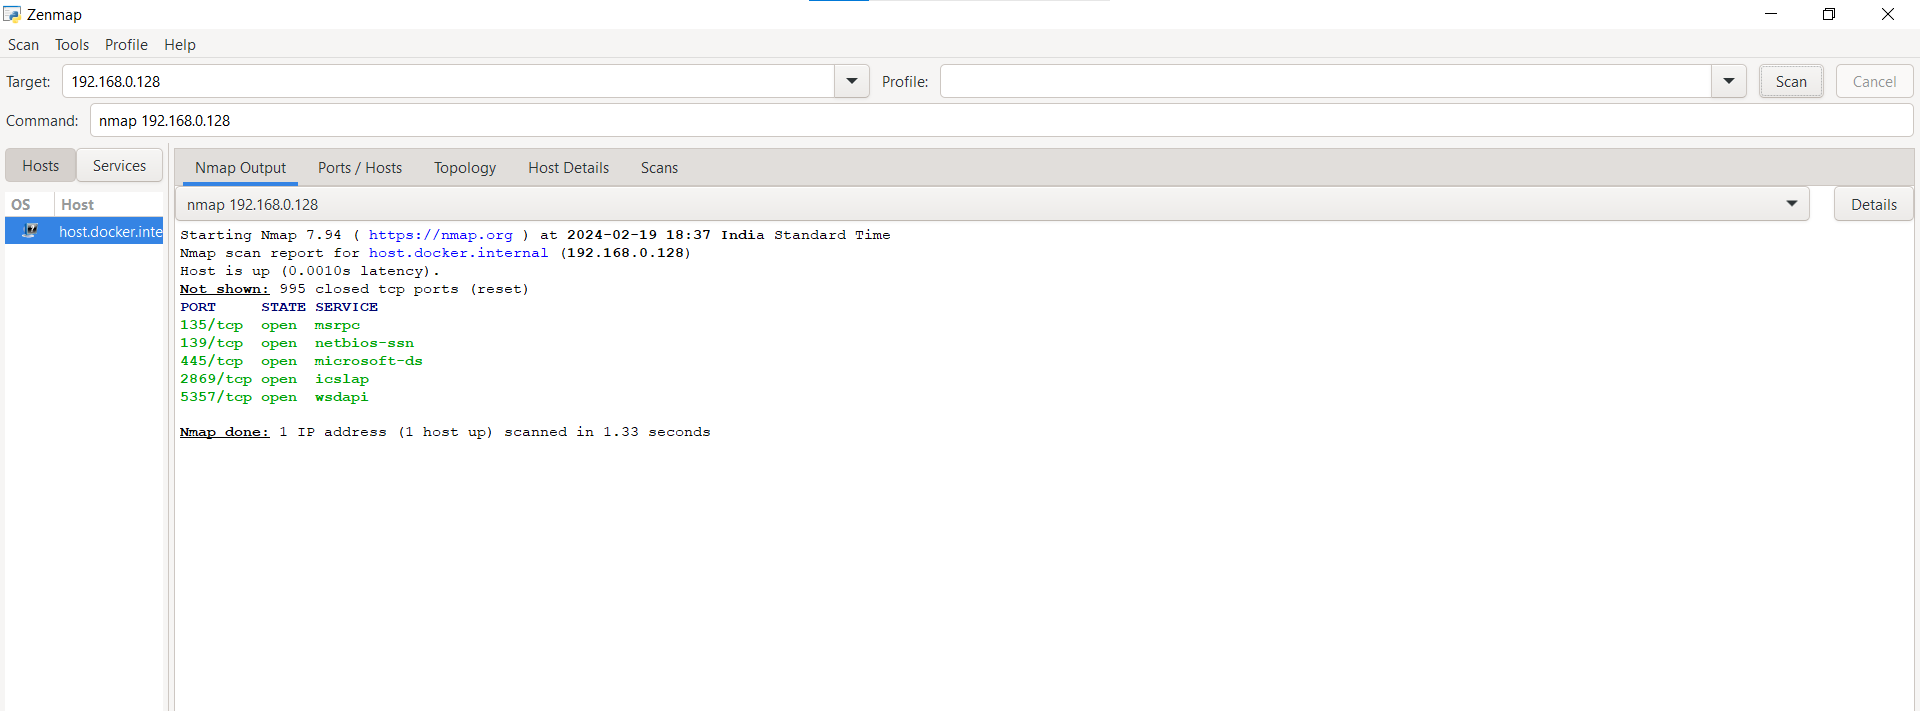 Zenmap
Scan Tools Profile Help
Target: 192.168.0.128 Profile: Scan Cancel
Command: nmap 192.168.0.128
Hosts Services
OS Host
host.docker.inte
Nmap Output Ports / Hosts Topology Host Details Scans
nmap 192.168.0.128 Details
Starting Nmap 7.94 ( https://nmap.org ) at 2024-02-19 18:37 India Standard Time
Nmap scan report for host.docker.internal (192.168.0.128)
Host is up (0.0010s latency).
Not shown: 995 closed tcp ports (reset)
PORT STATE SERVICE
135/tcp open msrpc
139/tcp open netbios-ssn
445/tcp open microsoft-ds
2869/tcp open icslap
5357/tcp open wsdapi
Nmap done: 1 IP address (1 host up) scanned in 1.33 seconds